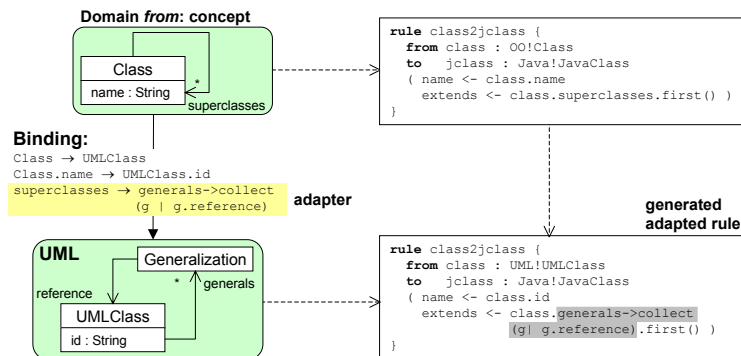 Domain from: concept
Class
name : String
*
superclasses
rule class2jclass {
from class : OO!Class
to jclass : Java!JavaClass
( name <- class.name
extends <- class.superclasses.first() )
}
Binding:
Class → UMLClass
Class.name → UMLClass.id
superclasses → generals->collect
(g | g.reference)
adapter
generated
adapted rule
UML
Generalization
reference
*
generals
UMLClass
id : String
rule class2jclass {
from class : UML!UMLClass
to jclass : Java!JavaClass
( name <- class.id
extends <- class.generals->collect
(g| g.reference).first() )
}